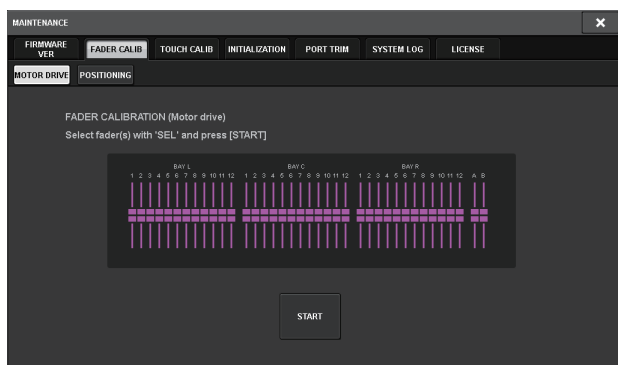 MAINTENANCE
FIRMWARE VER
FADER CALIB
TOUCH CALIB
INITIALIZATION
PORT TRIM
SYSTEM LOG
LICENSE
MOTOR DRIVE
POSITIONING
FADER CALIBRATION (Motor drive)
Select fader(s) with 'SEL' and press [START]
BAY L
BAY C
BAY R
1 2 3 4 5 6 7 8 9 10 11 12
1 2 3 4 5 6 7 8 9 10 11 12
1 2 3 4 5 6 7 8 9 10 11 12
A B
START